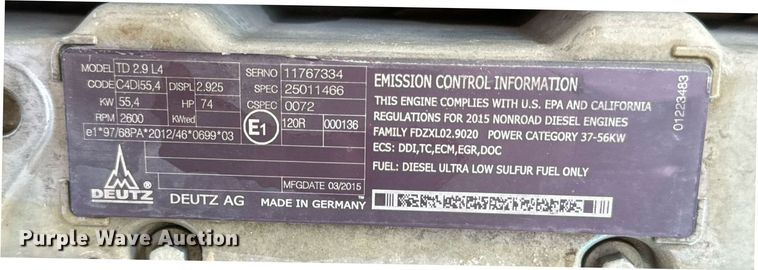 MODEL TD 2.9 L4 SERNO 11767334
CODE C4DI55,4 DISPL 2.925 SPEC 25011466
KW 55,4 HP 74 CSPEC 0072
RPM 2600 KWred E1 120R 000136
e1*97/68PA*2012/46*0699*03
DEUTZ ®
DEUTZ AG
MFGDATE 03/2015
MADE IN GERMANY
EMISSION CONTROL INFORMATION
THIS ENGINE COMPLIES WITH U.S. EPA AND CALIFORNIA
REGULATIONS FOR 2015 NONROAD DIESEL ENGINES
FAMILY FDZXL02.9020 POWER CATEGORY 37-56KW
ECS: DDI,TC,ECM,EGR,DOC
FUEL: DIESEL ULTRA LOW SULFUR FUEL ONLY
01223483
Purple Wave Auction